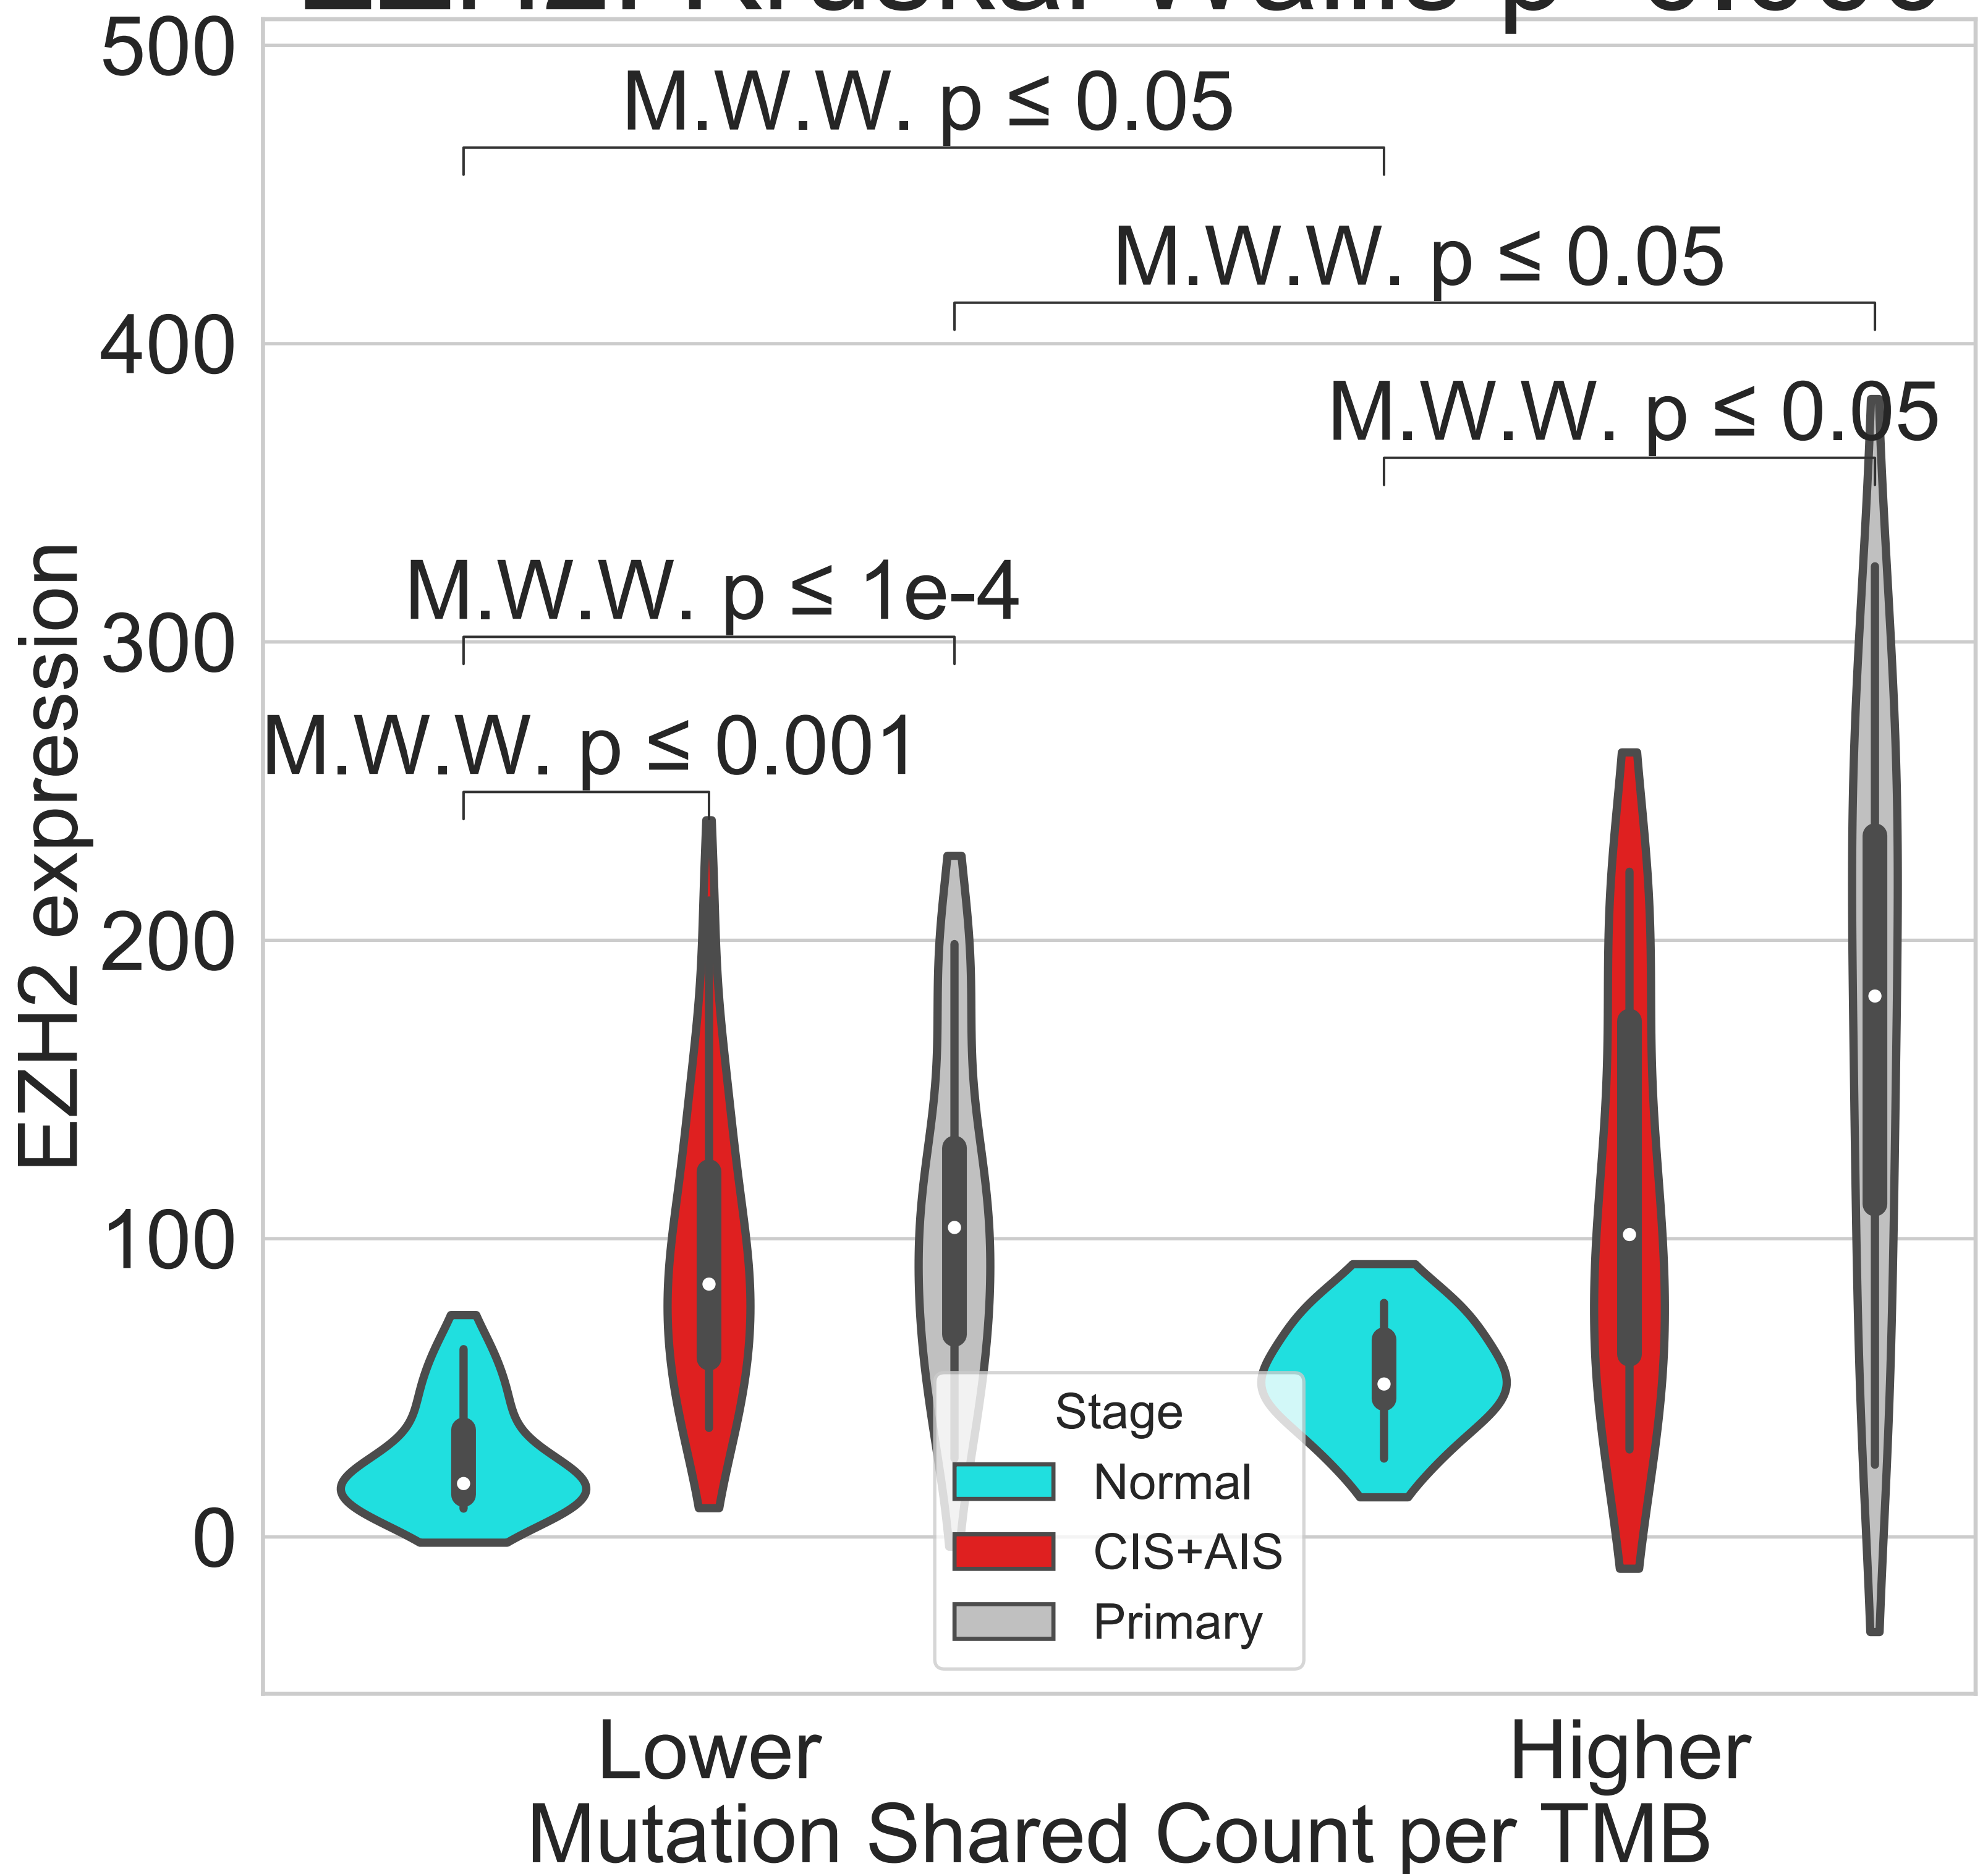 500
M.W.W. p ≤ 0.05
M.W.W. p ≤ 0.05
400
M.W.W. p ≤ 0.05
M.W.W. p ≤ 1e-4
300
M.W.W. p ≤ 0.001
EZH2 expression
200
100
0
Stage
Normal
CIS+AIS
Primary
Lower
Higher
Mutation Shared Count per TMB